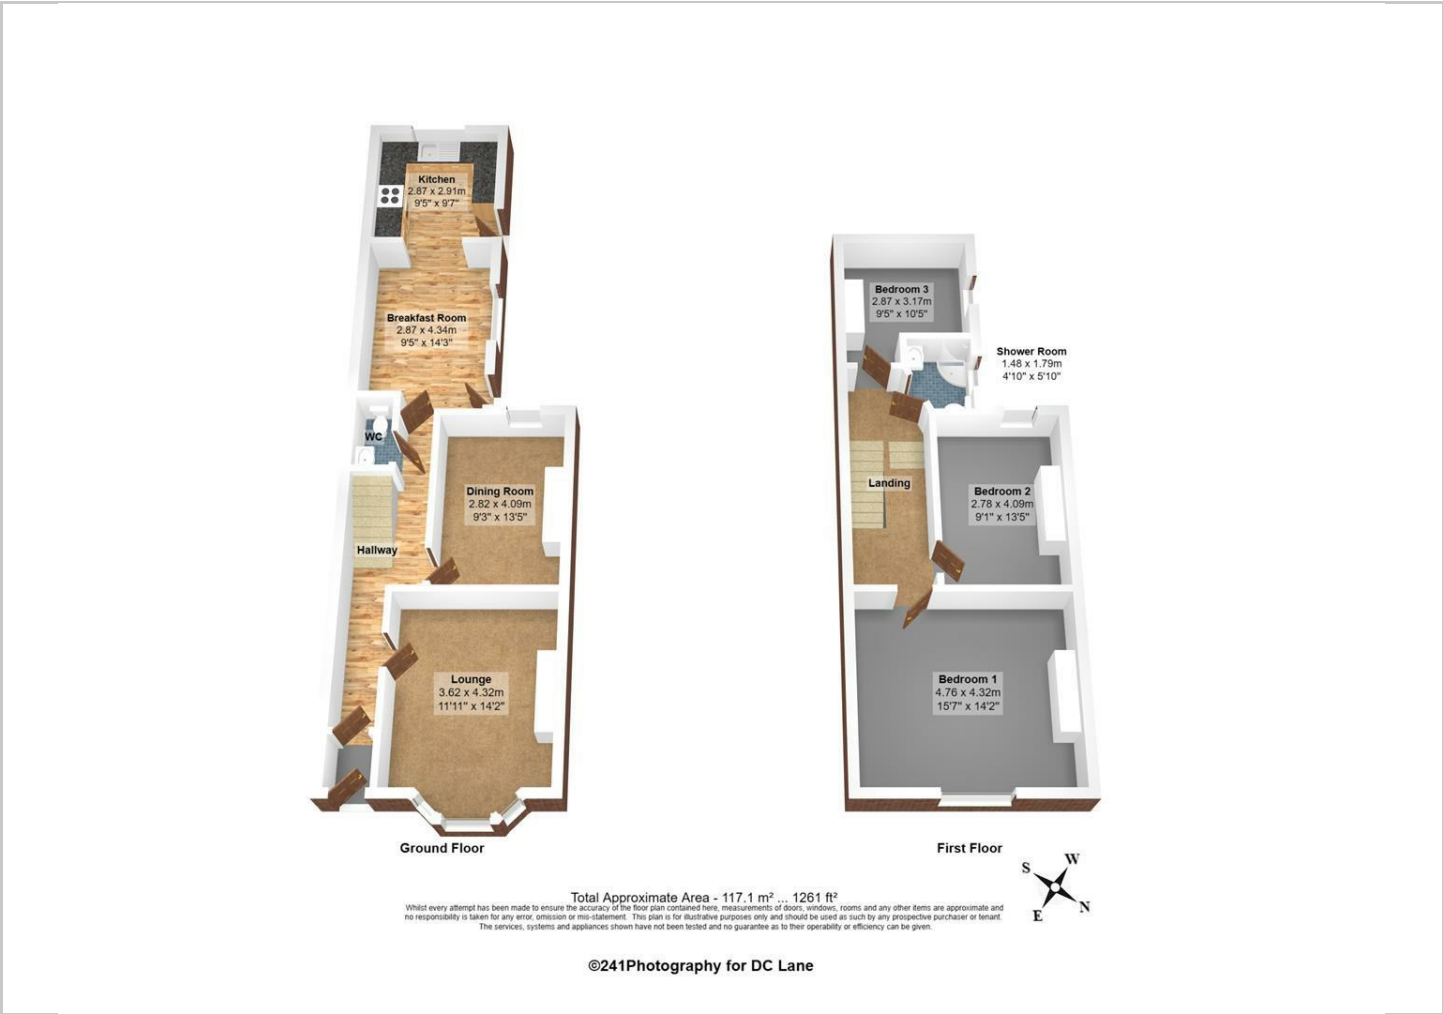 Kitchen
2.87 x 2.91m
9'5" x 9'7"
Breakfast Room
2.87 x 4.34m
9'5" x 14'3"
WC
Dining Room
2.82 x 4.09m
9'3" x 13'5"
Hallway
Lounge
3.62 x 4.32m
11'11" x 14'2"
Ground Floor
Bedroom 3
2.87 x 3.17m
9'5" x 10'5"
Shower Room
1.48 x 1.79m
4'10" x 5'10"
Landing
Bedroom 2
2.78 x 4.09m
9'1" x 13'5"
Bedroom 1
4.76 x 4.32m
15'7" x 14'2"
First Floor
S W
E N
Total Approximate Area - 117.1 m² ... 1261 ft²
Whilst every attempt has been made to ensure the accuracy of the floor plan contained here, measurements of doors, windows, rooms and any other items are approximate and
no responsibility is taken for any error, omission or mis-statement. This plan is for illustrative purposes only and should be used as such by any prospective purchaser or tenant.
The services, systems and appliances shown have not been tested and no guarantee as to their operability or efficiency can be given.
©241Photography for DC Lane